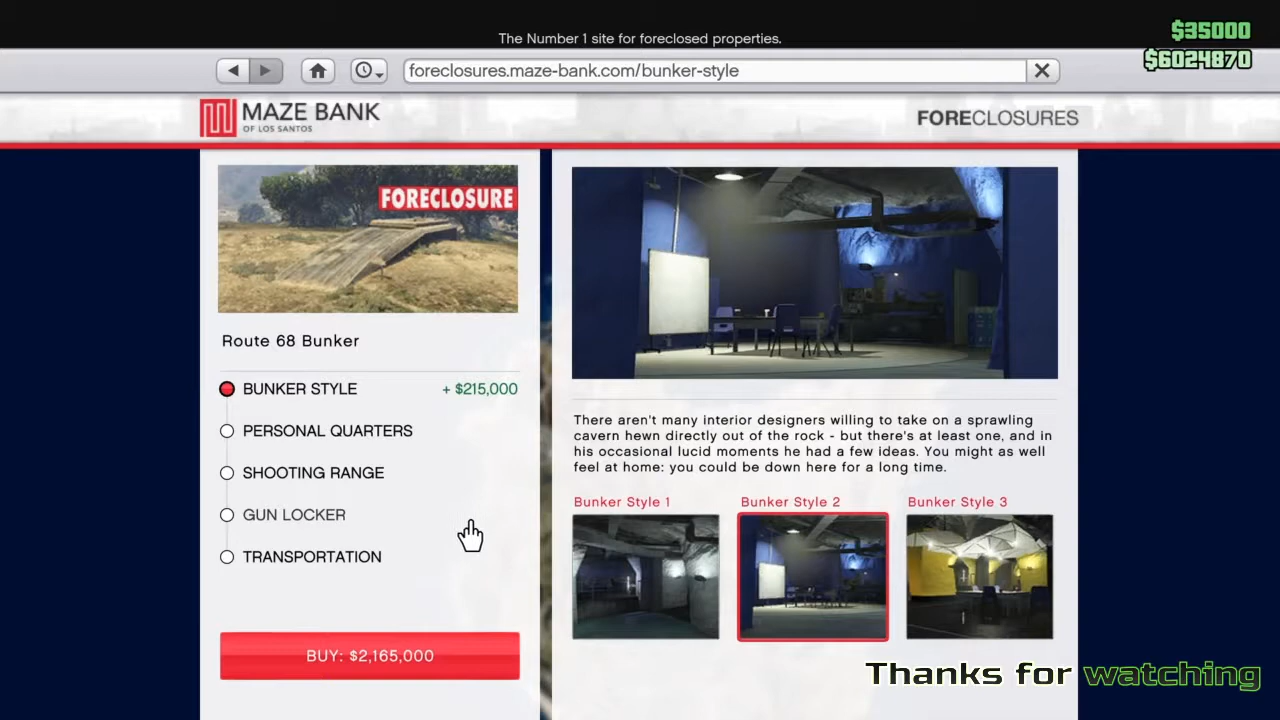 The Number 1 site for foreclosed properties.
$35000
$6024870
foreclosures.maze-bank.com/bunker-style
MAZE BANK
OF LOS SANTOS
FORECLOSURES
FORECLOSURE
Route 68 Bunker
BUNKER STYLE + $215,000
PERSONAL QUARTERS
SHOOTING RANGE
GUN LOCKER
TRANSPORTATION
BUY: $2,165,000
There aren't many interior designers willing to take on a sprawling
cavern hewn directly out of the rock - but there's at least one, and in
his occasional lucid moments he had a few ideas. You might as well
feel at home: you could be down here for a long time.
Bunker Style 1
Bunker Style 2
Bunker Style 3
Thanks for watching